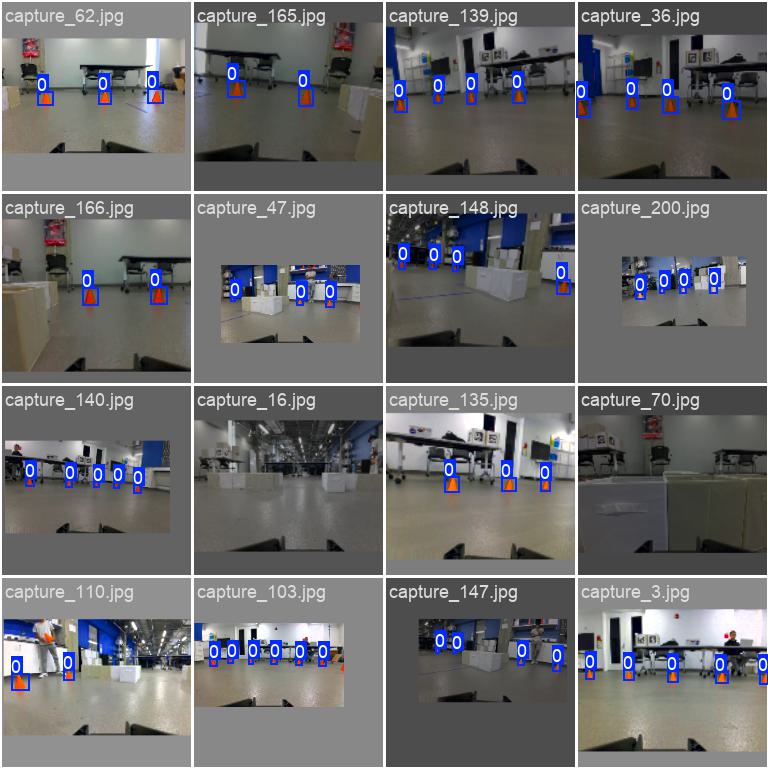 capture_62.jpg
capture_165.jpg
capture_139.jpg
capture_36.jpg
0 0 0
0 0
0 0 0 0
0 0 0 0
capture_166.jpg
capture_47.jpg
capture_148.jpg
capture_200.jpg
0 0
0 0 0
0 0 0 0
0 0 0 0
capture_140.jpg
capture_16.jpg
capture_135.jpg
capture_70.jpg
0 0 0 0 0
0 0 0
capture_110.jpg
capture_103.jpg
capture_147.jpg
capture_3.jpg
0 0
0 0 0 0 0 0
0 0 0 0
0 0 0 0 0